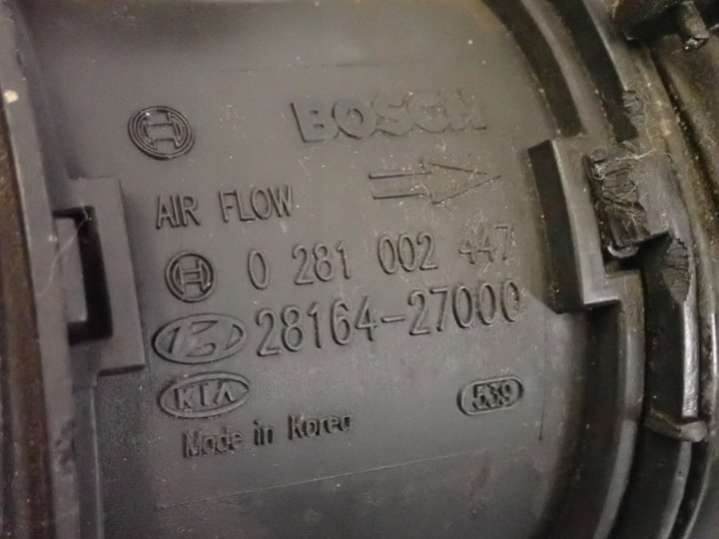 BOSCH
AIR FLOW
0 281 002 447
28164-27000
KIA
539
Made in Korea